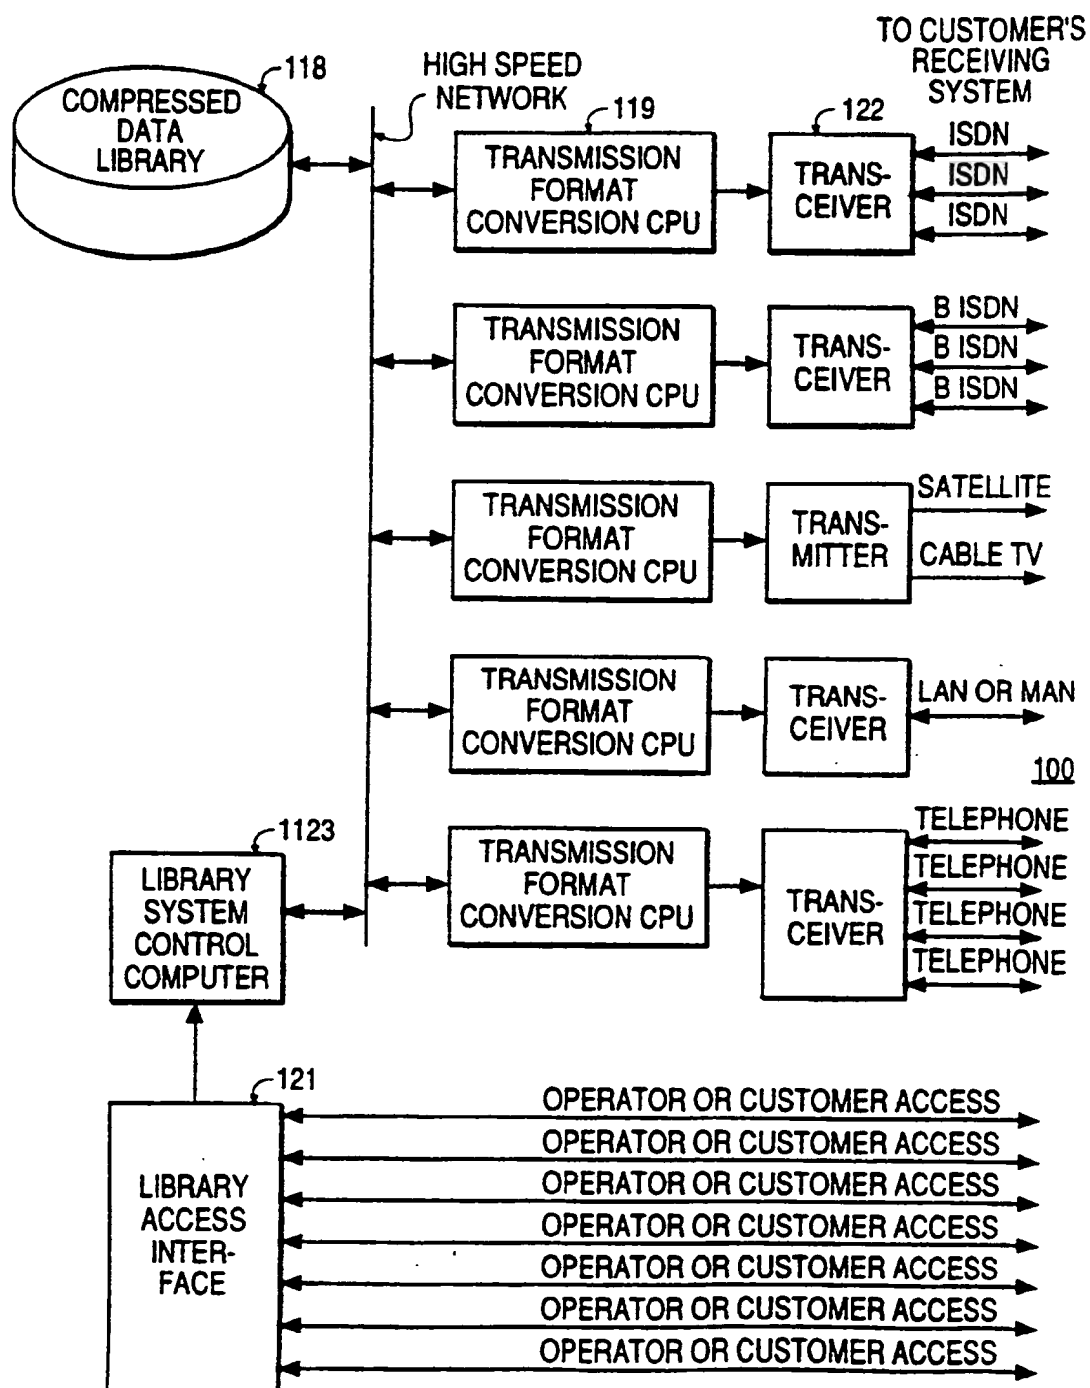 TO CUSTOMER'S
RECEIVING
SYSTEM
118
HIGH SPEED
NETWORK
COMPRESSED
DATA
LIBRARY
119
TRANSMISSION
FORMAT
CONVERSION CPU
122
TRANS-
CEIVER
ISDN
ISDN
ISDN
TRANSMISSION
FORMAT
CONVERSION CPU
TRANS-
CEIVER
B ISDN
B ISDN
B ISDN
TRANSMISSION
FORMAT
CONVERSION CPU
TRANS-
MITTER
SATELLITE
CABLE TV
TRANSMISSION
FORMAT
CONVERSION CPU
TRANS-
CEIVER
LAN OR MAN
100
1123
LIBRARY
SYSTEM
CONTROL
COMPUTER
TRANSMISSION
FORMAT
CONVERSION CPU
TRANS-
CEIVER
TELEPHONE
TELEPHONE
TELEPHONE
TELEPHONE
121
LIBRARY
ACCESS
INTER-
FACE
OPERATOR OR CUSTOMER ACCESS
OPERATOR OR CUSTOMER ACCESS
OPERATOR OR CUSTOMER ACCESS
OPERATOR OR CUSTOMER ACCESS
OPERATOR OR CUSTOMER ACCESS
OPERATOR OR CUSTOMER ACCESS
OPERATOR OR CUSTOMER ACCESS